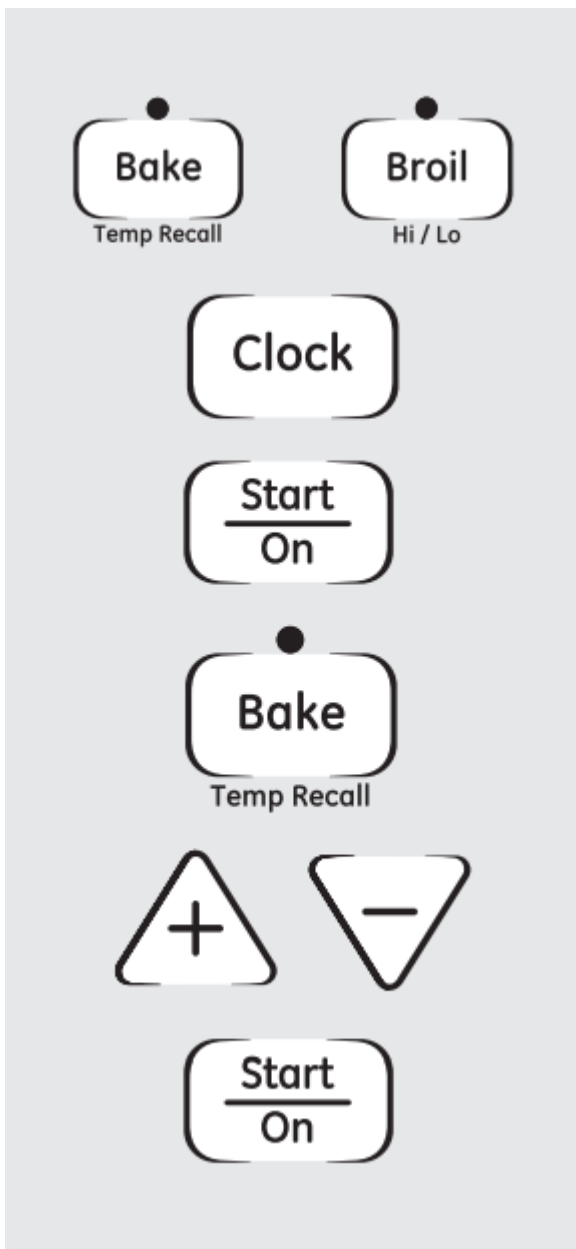 Bake Broil
Temp Recall Hi / Lo
Clock
Start
On
Bake
Temp Recall
+ −
Start
On